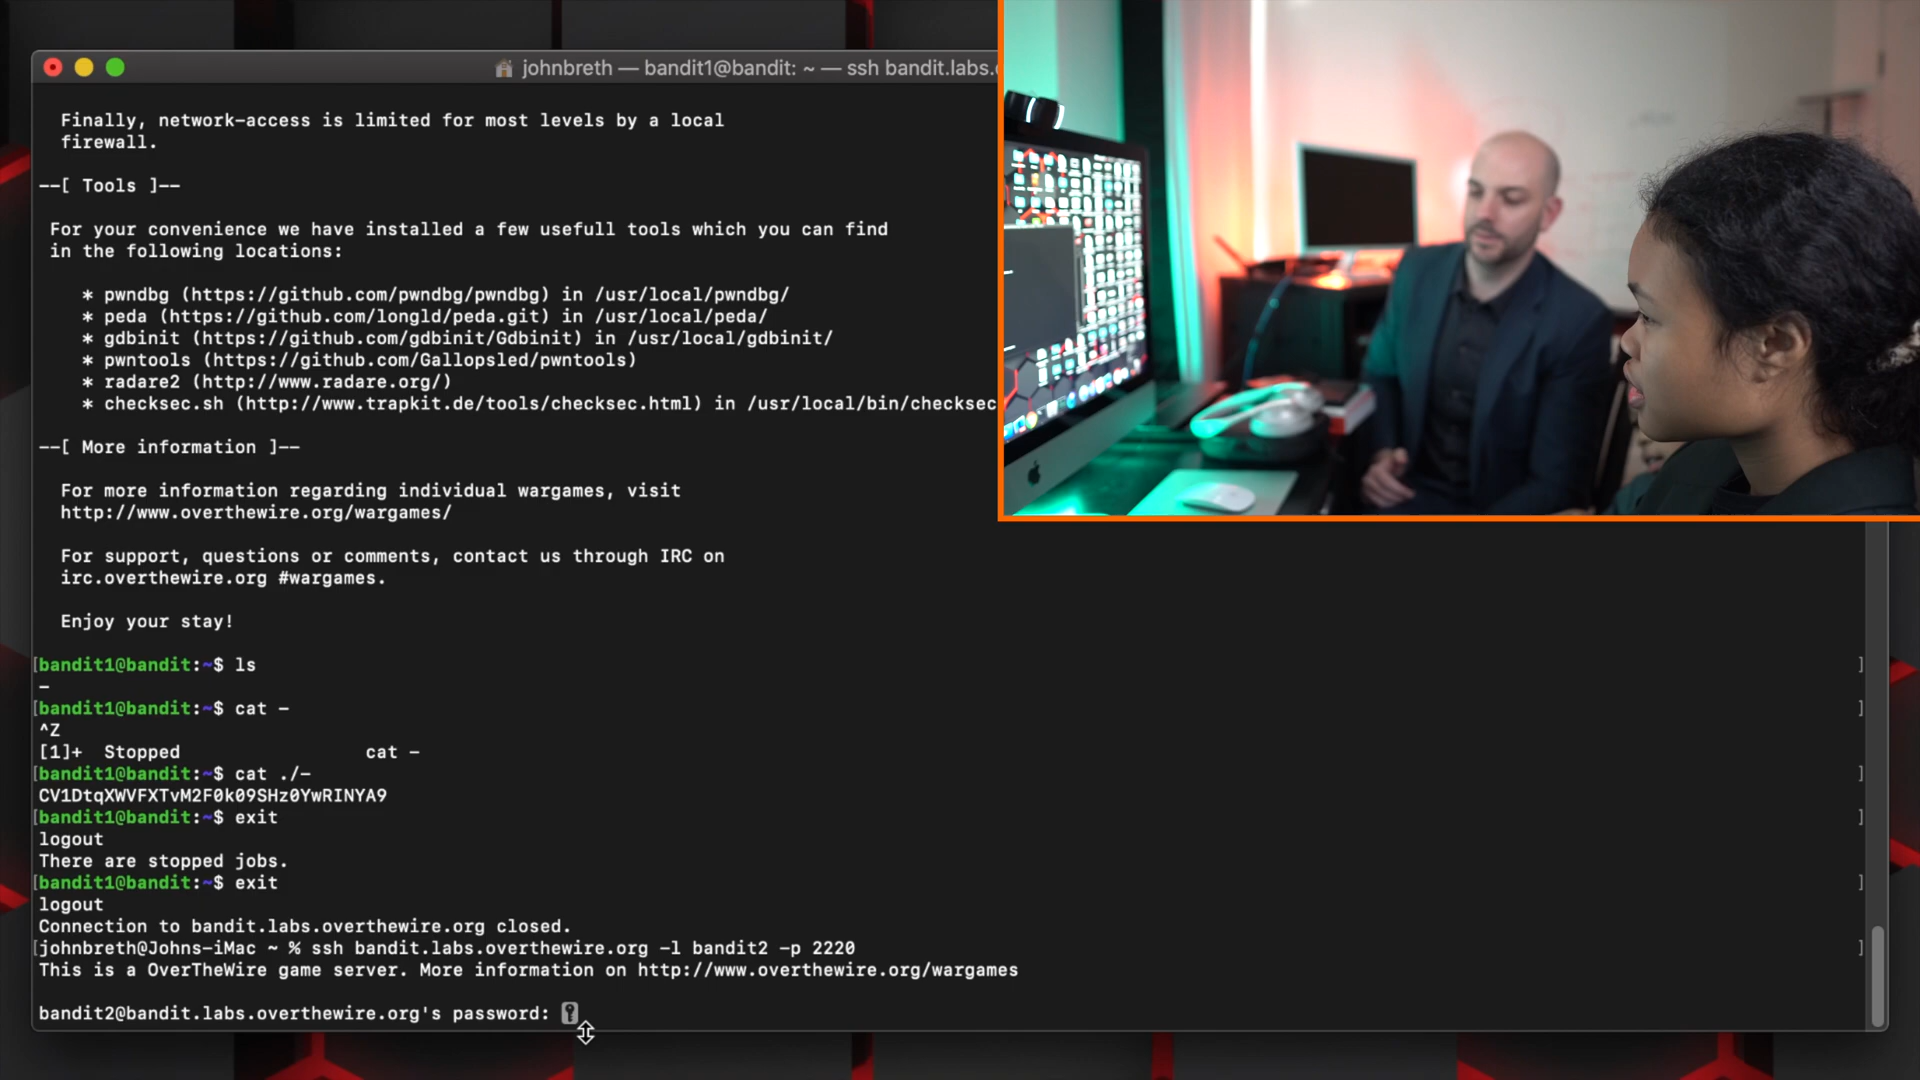 johnbreth — bandit1@bandit: ~ — ssh bandit.labs.
Finally, network-access is limited for most levels by a local
firewall.
--[ Tools ]--
For your convenience we have installed a few usefull tools which you can find
in the following locations:
* pwndbg (https://github.com/pwndbg/pwndbg) in /usr/local/pwndbg/
* peda (https://github.com/longld/peda.git) in /usr/local/peda/
* gdbinit (https://github.com/gdbinit/Gdbinit) in /usr/local/gdbinit/
* pwntools (https://github.com/Gallopsled/pwntools)
* radare2 (http://www.radare.org/)
* checksec.sh (http://www.trapkit.de/tools/checksec.html) in /usr/local/bin/checksec
--[ More information ]--
For more information regarding individual wargames, visit
http://www.overthewire.org/wargames/
For support, questions or comments, contact us through IRC on
irc.overthewire.org #wargames.
Enjoy your stay!
[bandit1@bandit:~$ ls ]
-
[bandit1@bandit:~$ cat - ]
^Z
[1]+  Stopped                 cat -
[bandit1@bandit:~$ cat ./- ]
CV1DtqXWVFXTvM2F0k09SHz0YwRINYA9
[bandit1@bandit:~$ exit ]
logout
There are stopped jobs.
[bandit1@bandit:~$ exit ]
logout
Connection to bandit.labs.overthewire.org closed.
[johnbreth@Johns-iMac ~ % ssh bandit.labs.overthewire.org -l bandit2 -p 2220 ]
This is a OverTheWire game server. More information on http://www.overthewire.org/wargames
bandit2@bandit.labs.overthewire.org's password: